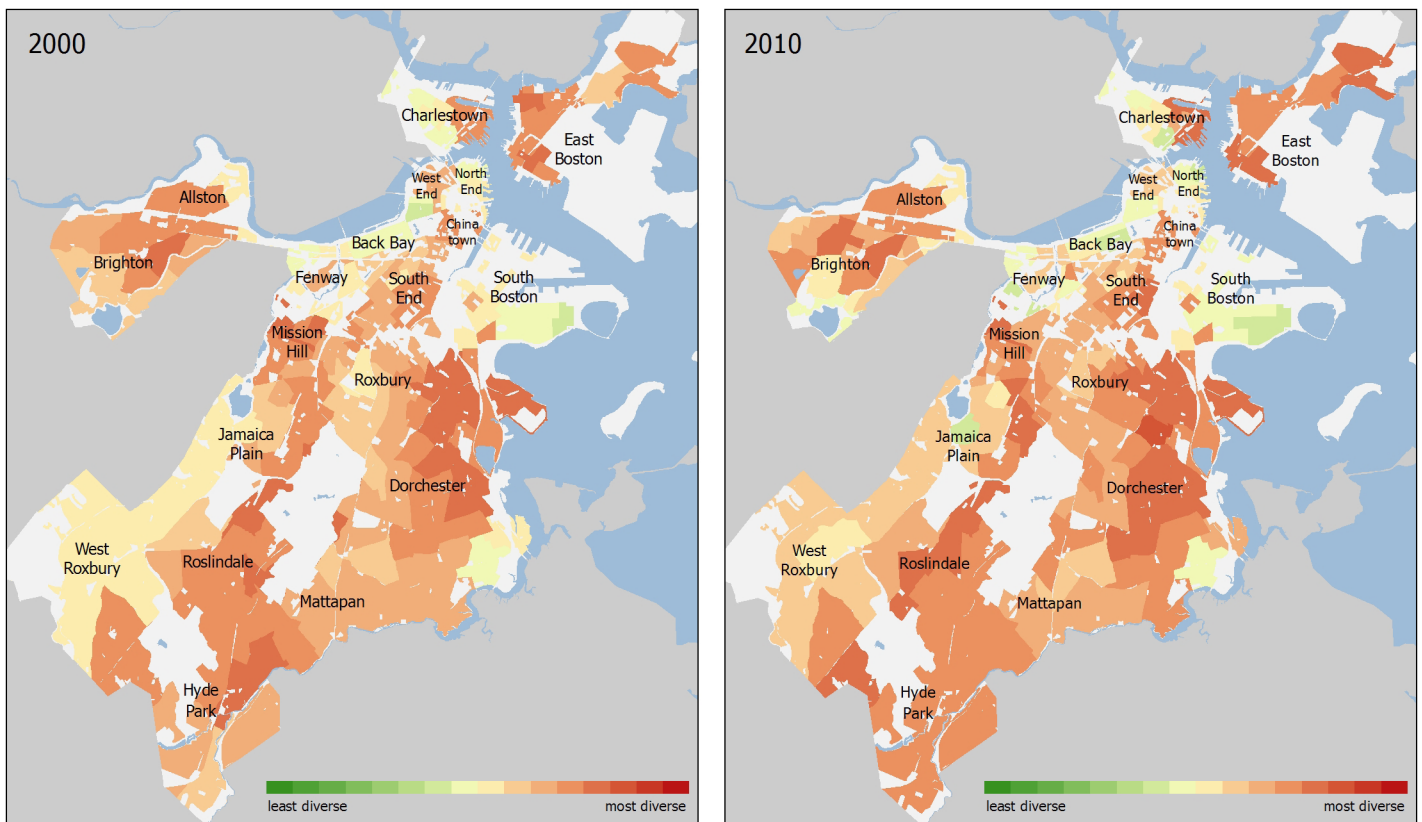 2000
Charlestown
East
Boston
West
End
North
End
Allston
China
town
Back Bay
Brighton
Fenway
South
End
South
Boston
Mission
Hill
Roxbury
Jamaica
Plain
Dorchester
West
Roxbury
Roslindale
Mattapan
Hyde
Park
least diverse
most diverse
2010
Charlestown
East
Boston
West
End
North
End
Allston
China
town
Back Bay
Brighton
Fenway
South
End
South
Boston
Mission
Hill
Roxbury
Jamaica
Plain
Dorchester
West
Roxbury
Roslindale
Mattapan
Hyde
Park
least diverse
most diverse